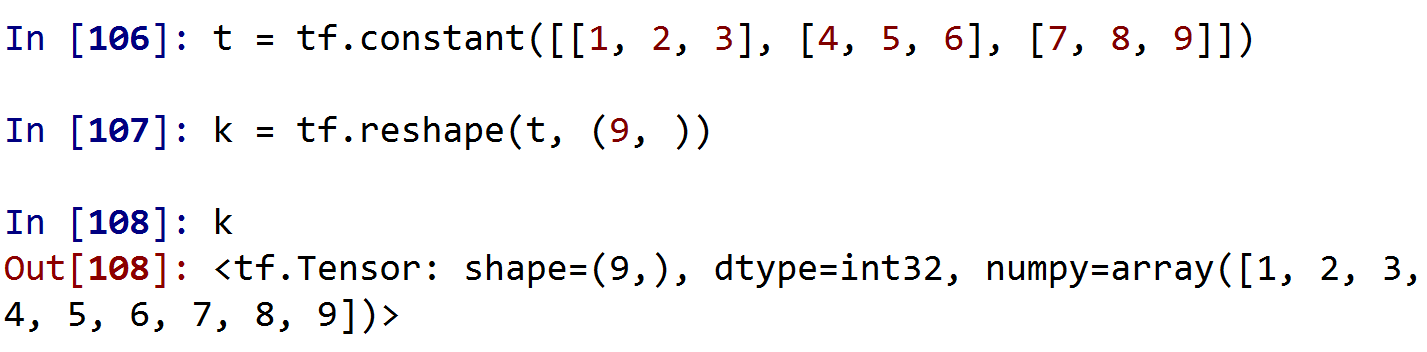 In [106]: t = tf.constant([[1, 2, 3], [4, 5, 6], [7, 8, 9]])
In [107]: k = tf.reshape(t, (9, ))
In [108]: k
Out[108]: <tf.Tensor: shape=(9,), dtype=int32, numpy=array([1, 2, 3,
4, 5, 6, 7, 8, 9])>